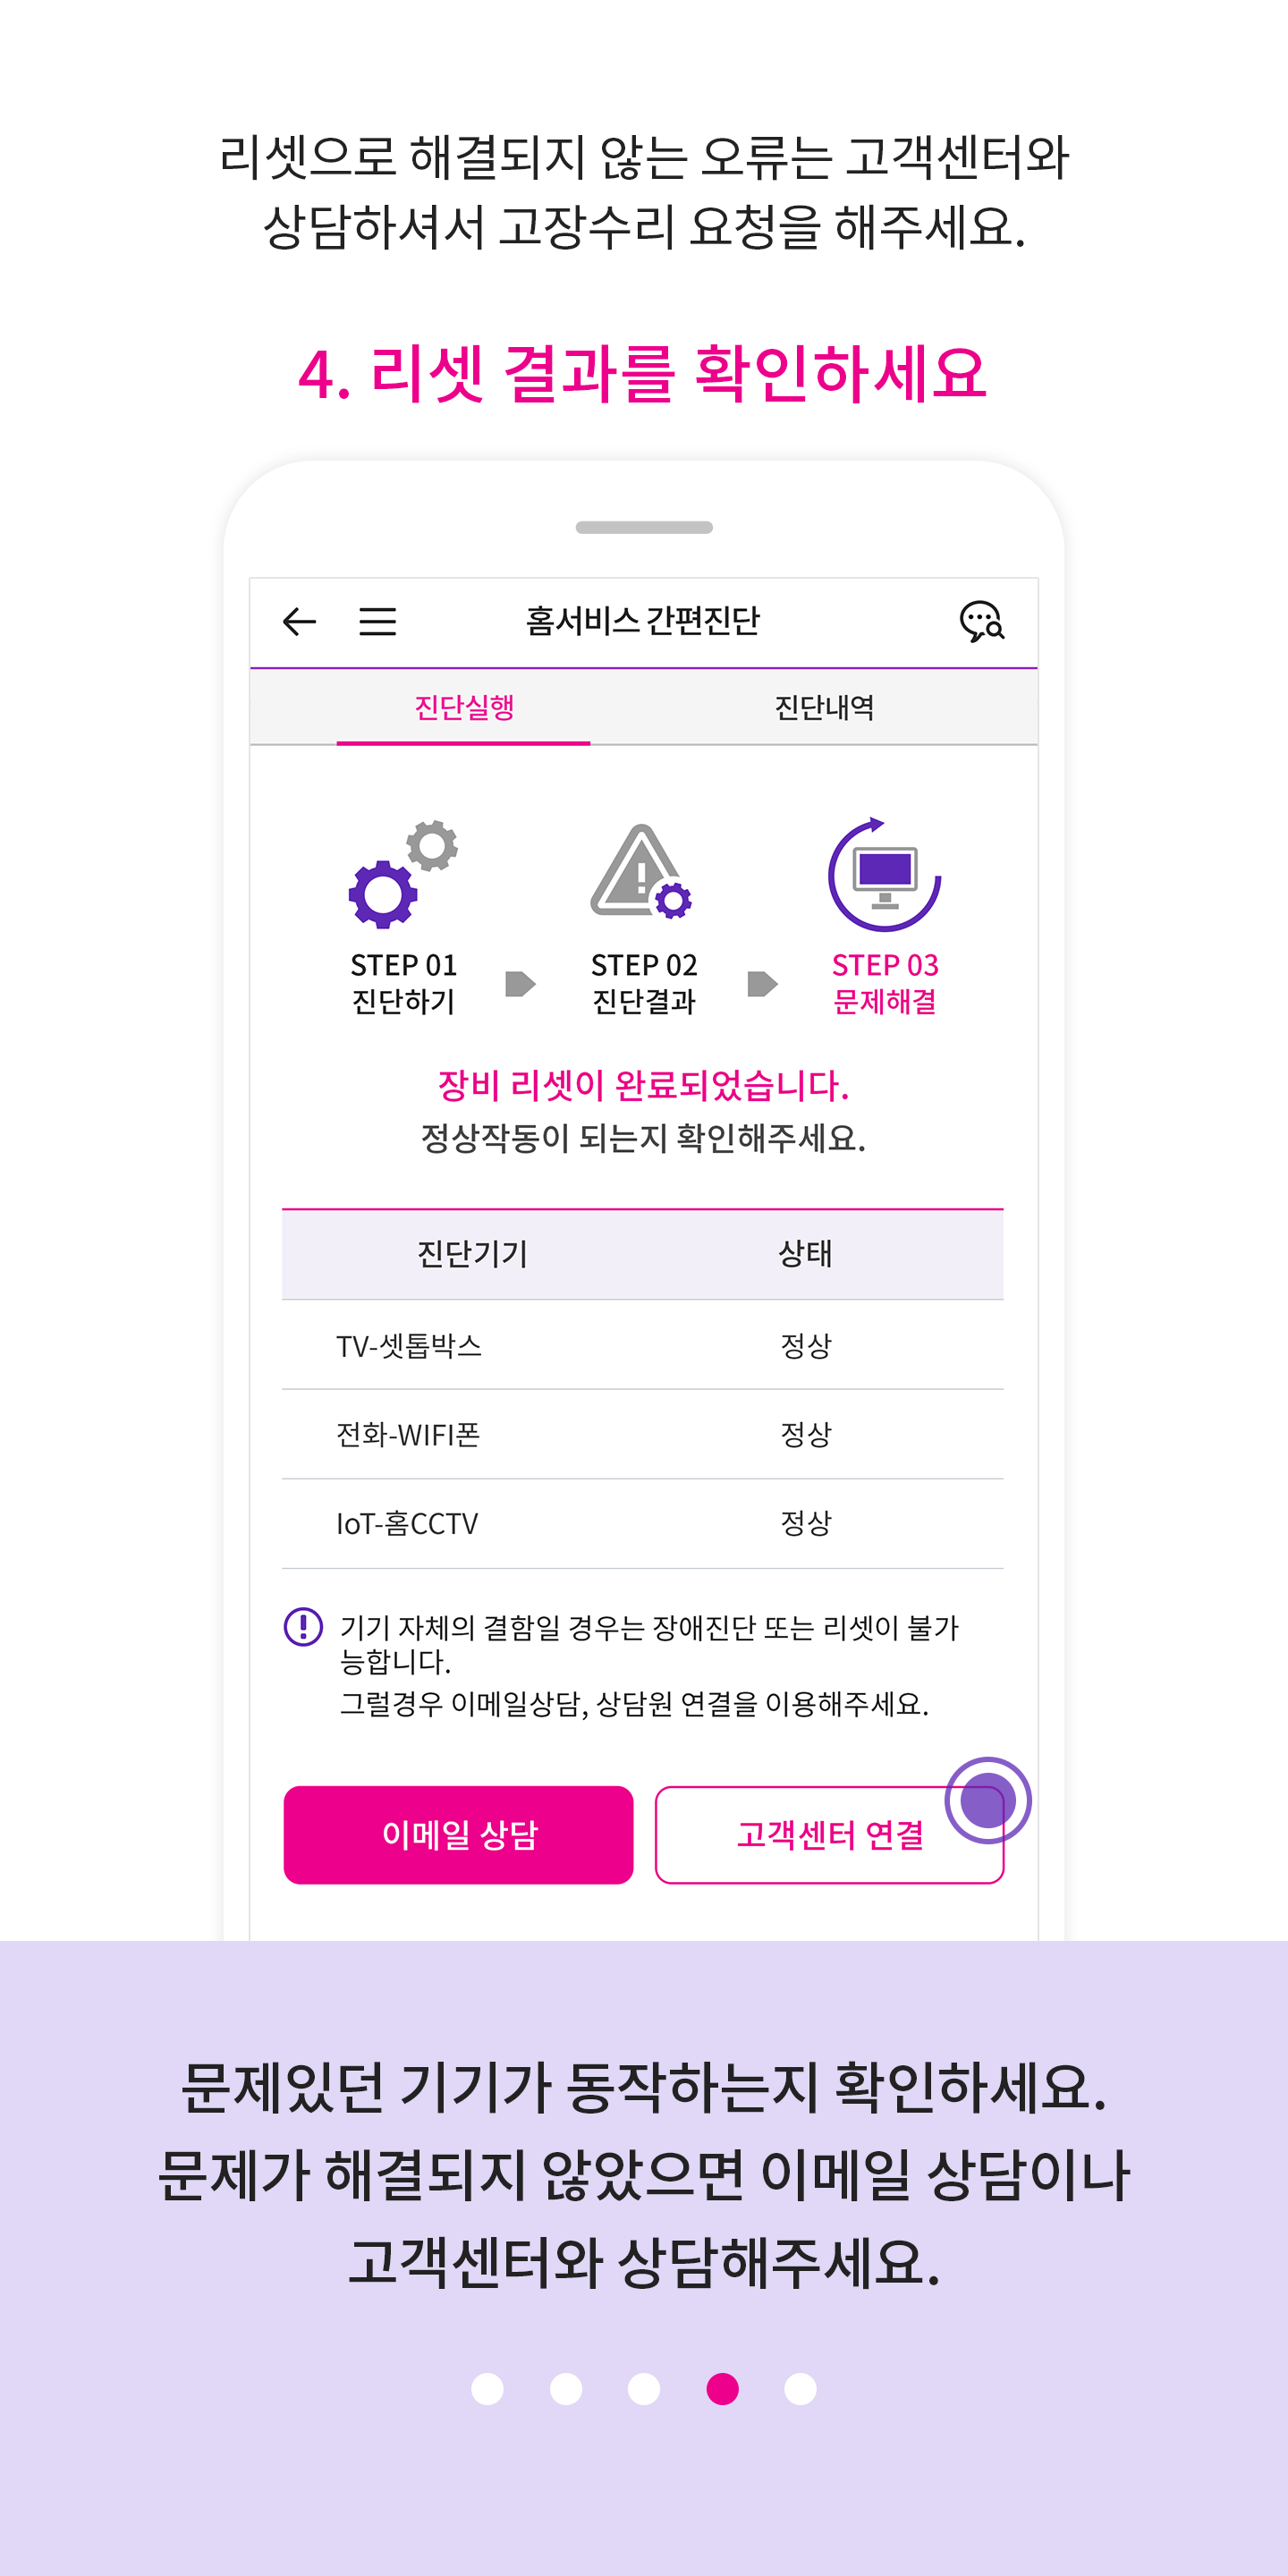 리셋으로 해결되지 않는 오류는 고객센터와
상담하셔서 고장수리 요청을 해주세요.
4. 리셋 결과를 확인하세요
홈서비스 간편진단
진단실행 진단내역
STEP 01 STEP 02 STEP 03
진단하기 진단결과 문제해결
장비 리셋이 완료되었습니다.
정상작동이 되는지 확인해주세요.
진단기기 상태
TV-셋톱박스 정상
전화-WIFI폰 정상
IoT-홈CCTV 정상
기기 자체의 결함일 경우는 장애진단 또는 리셋이 불가
능합니다.
그럴경우 이메일상담, 상담원 연결을 이용해주세요.
이메일 상담 고객센터 연결
문제있던 기기가 동작하는지 확인하세요.
문제가 해결되지 않았으면 이메일 상담이나
고객센터와 상담해주세요.